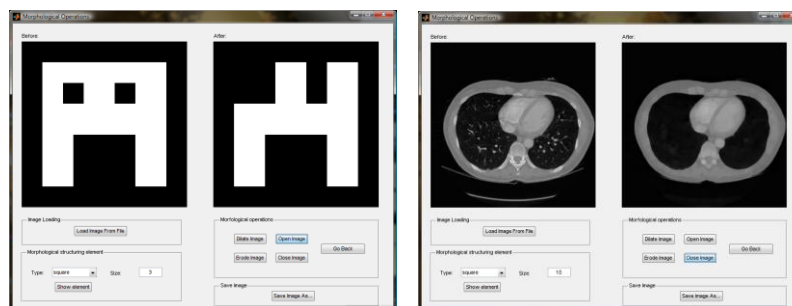 Morphological Operations
Before:
After:
Image Loading
Load Image From File
Morphological structuring element
Type:
square
Size:
3
Show element
Morfological operations
Dilate Image
Open Image
Erode Image
Close Image
Go Back
Save Image
Save Image As...
Morphological Operations
Before:
After:
Image Loading
Load Image From File
Morphological structuring element
Type:
square
Size:
10
Show element
Morfological operations
Dilate Image
Open Image
Erode Image
Close Image
Go Back
Save Image
Save Image As...